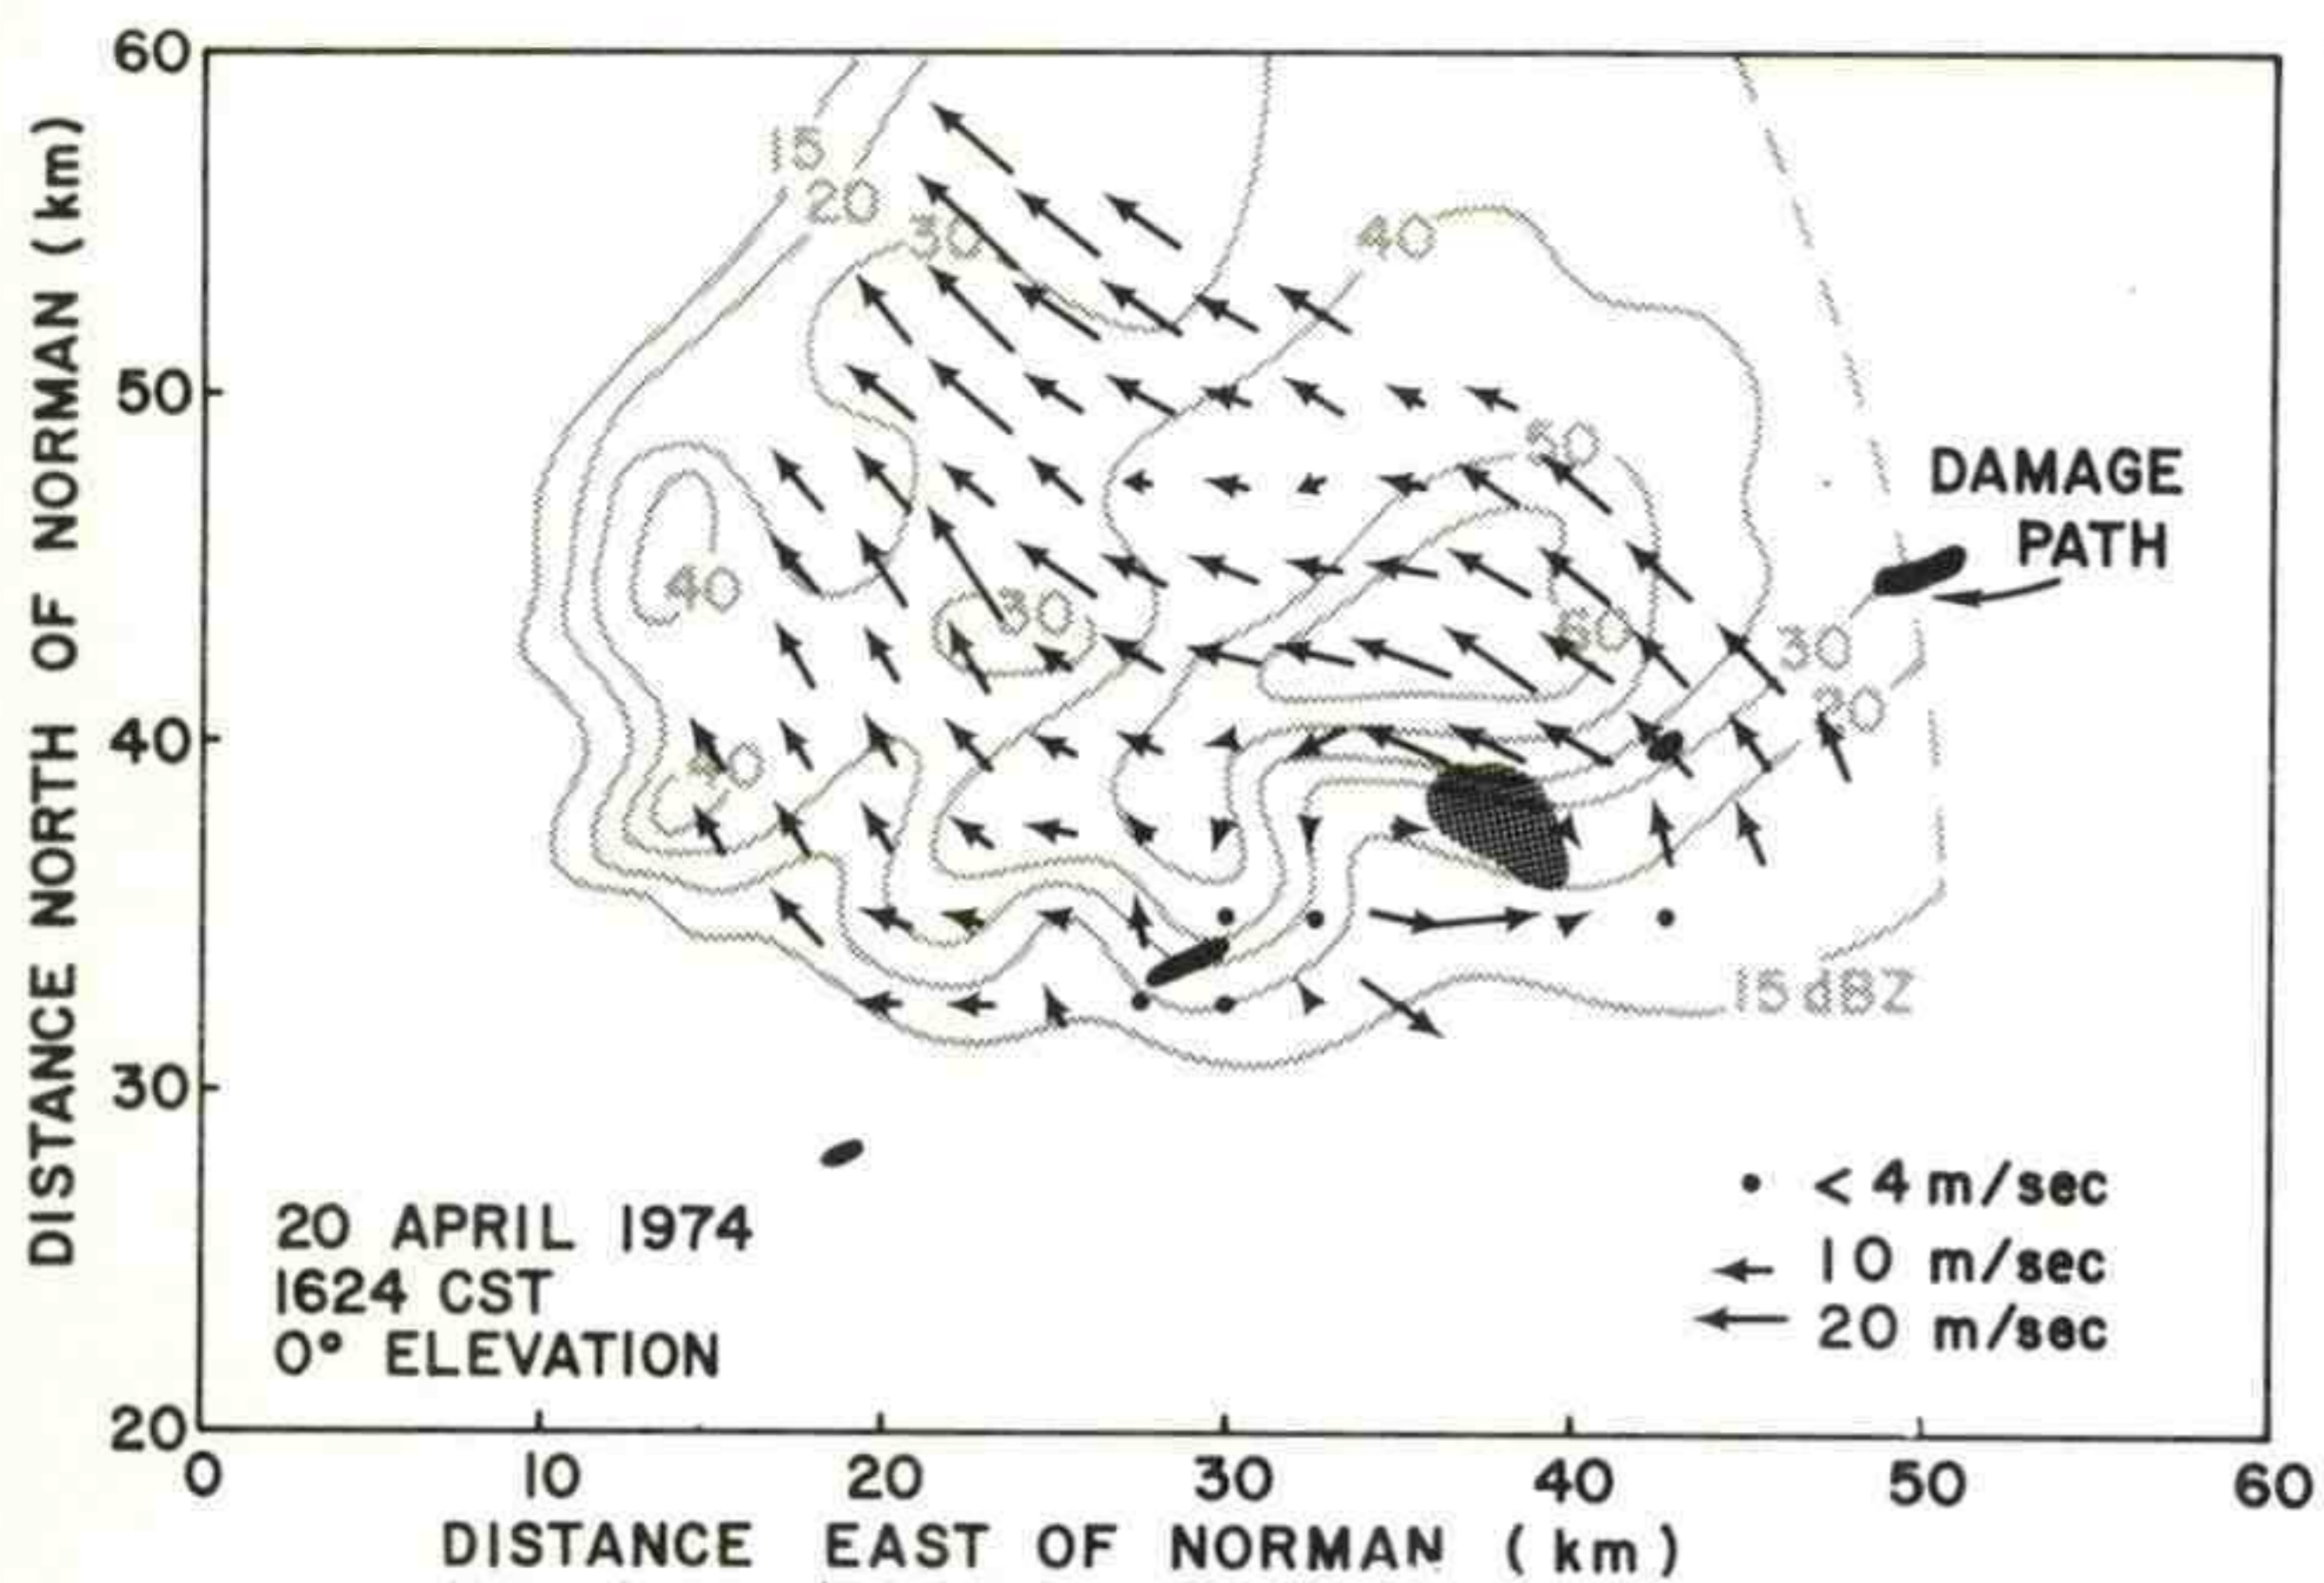 60
50
40
30
20
0
10
20
30
40
50
60
DISTANCE NORTH OF NORMAN (km)
DISTANCE EAST OF NORMAN (km)
15
20
30
40
50
40
30
60
30
20
40
15 dBZ
DAMAGE
PATH
20 APRIL 1974
1624 CST
0° ELEVATION
< 4 m/sec
10 m/sec
20 m/sec